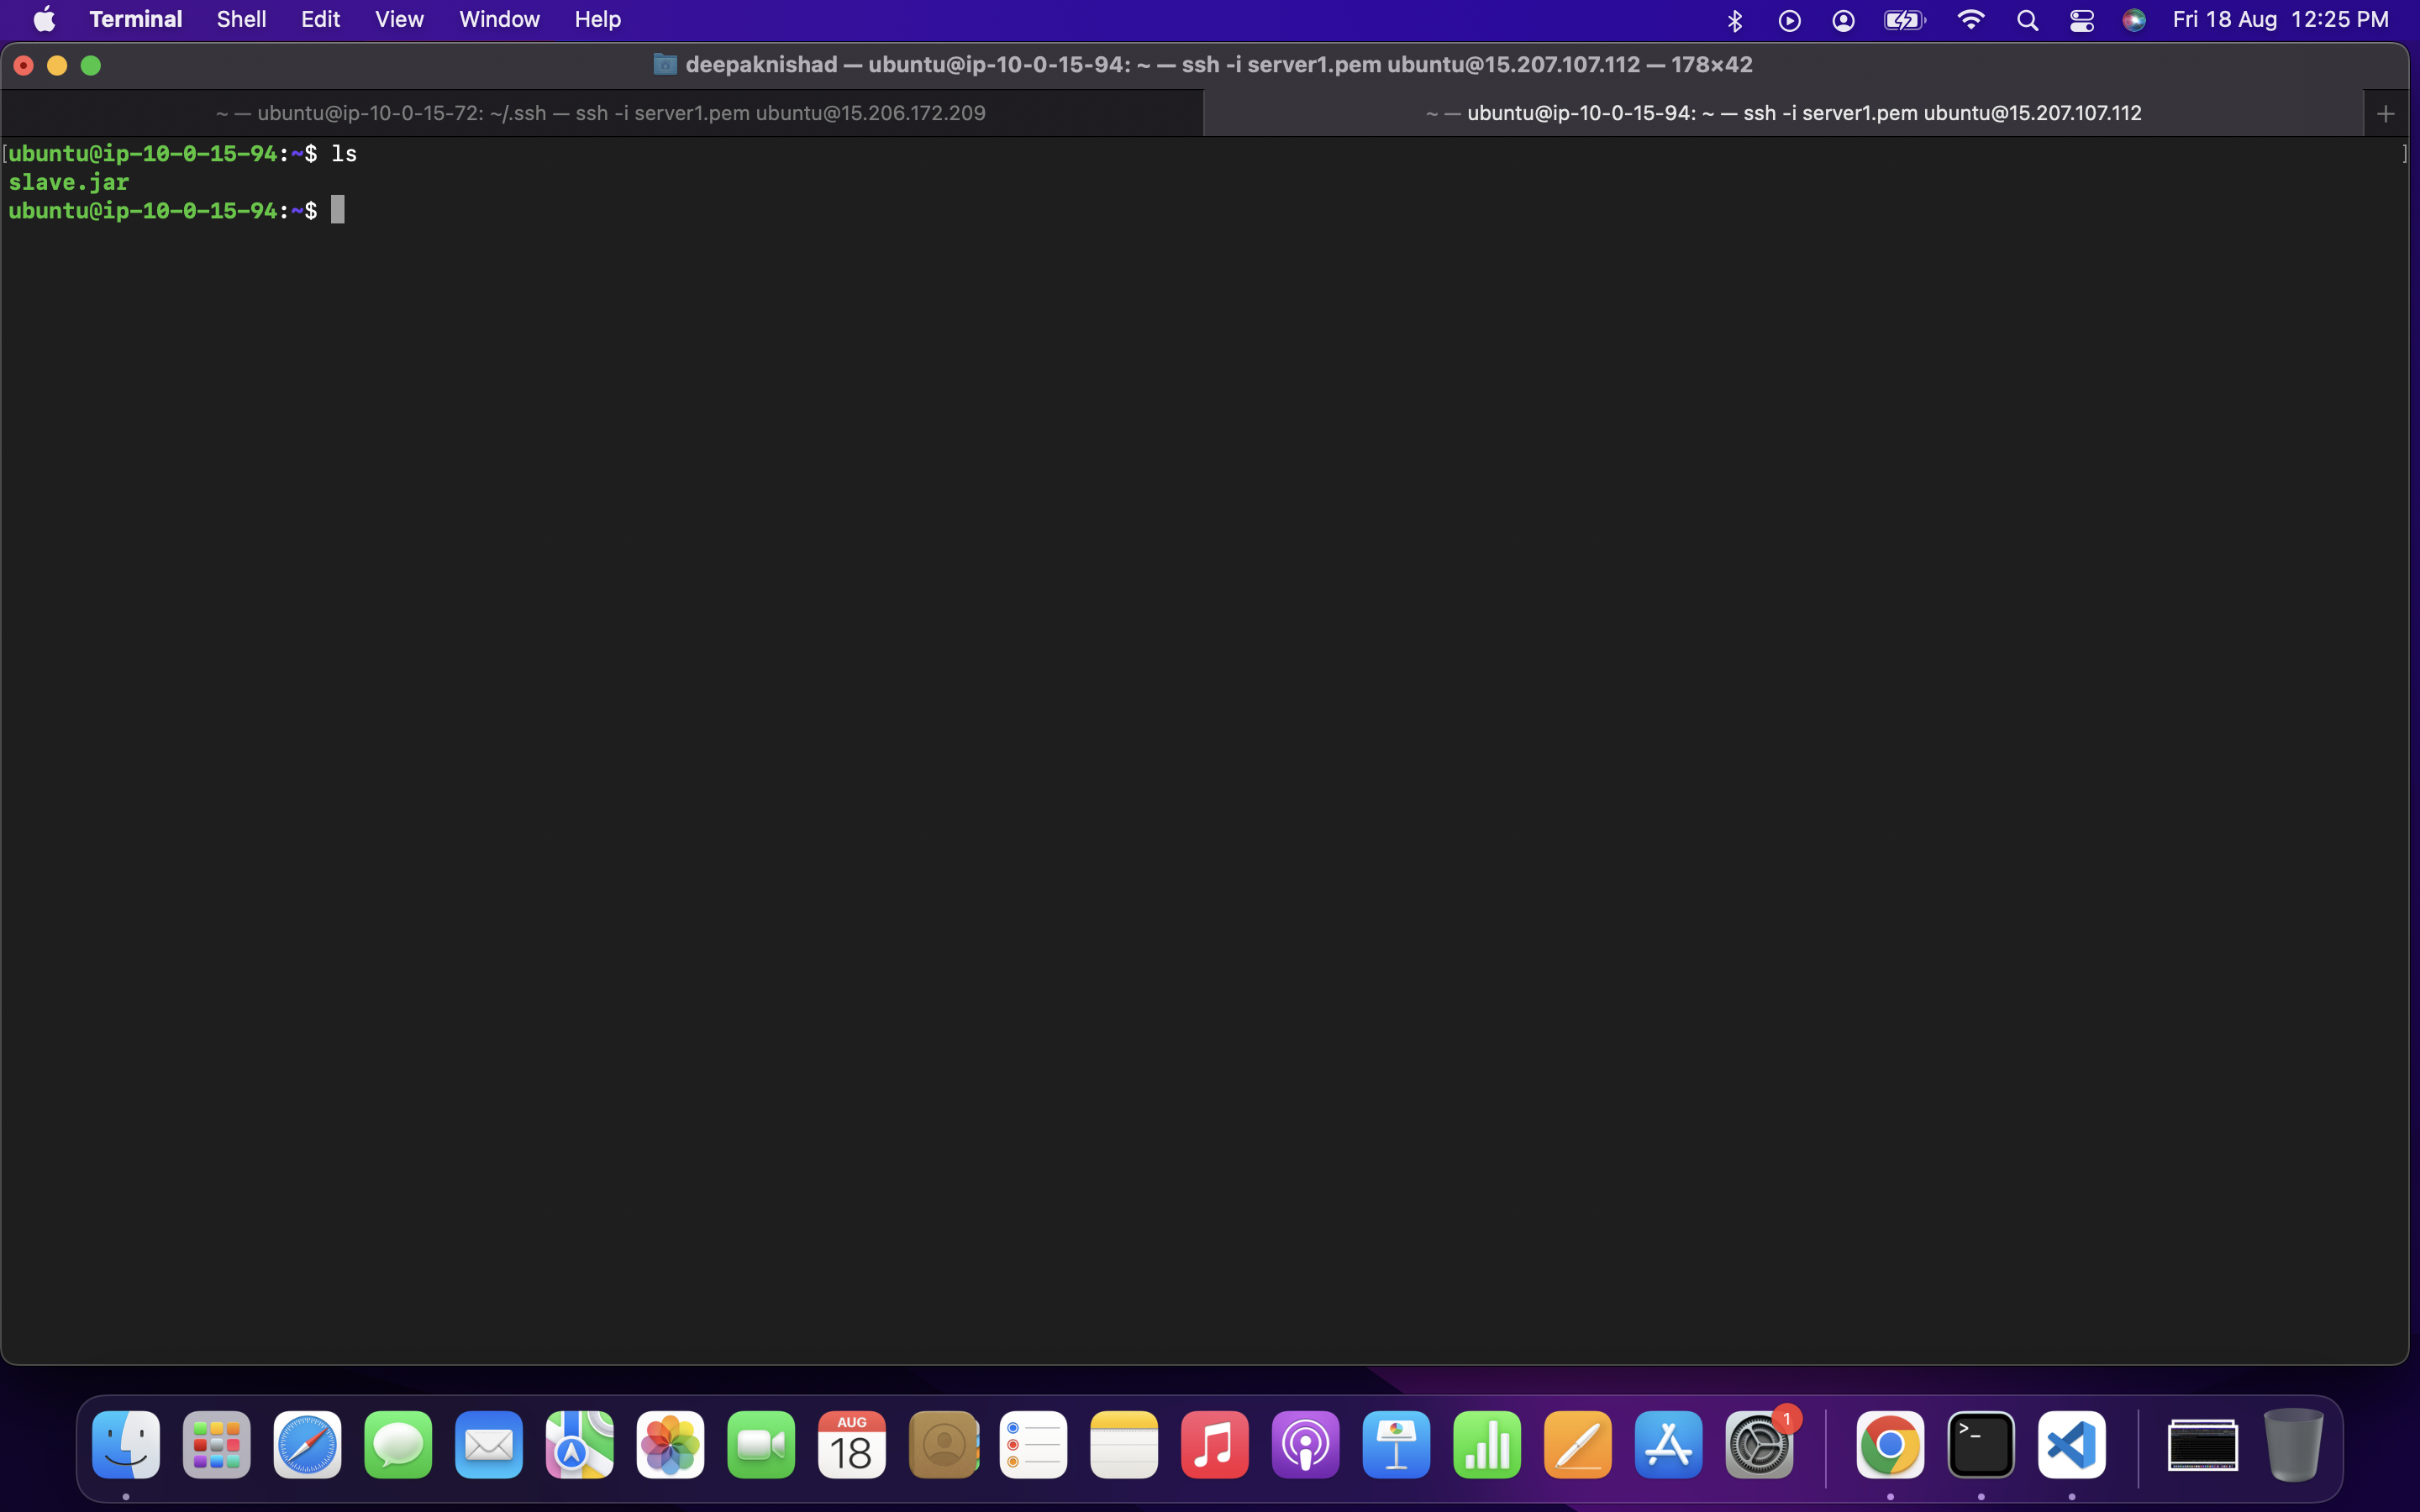 Terminal Shell Edit View Window Help Fri 18 Aug 12:25 PM
deepaknishad — ubuntu@ip-10-0-15-94: ~ — ssh -i server1.pem ubuntu@15.207.107.112 — 178×42
~ — ubuntu@ip-10-0-15-72: ~/.ssh — ssh -i server1.pem ubuntu@15.206.172.209 ~ — ubuntu@ip-10-0-15-94: ~ — ssh -i server1.pem ubuntu@15.207.107.112 +
[ubuntu@ip-10-0-15-94:~$ ls ]
slave.jar
ubuntu@ip-10-0-15-94:~$
AUG
18
1
>_